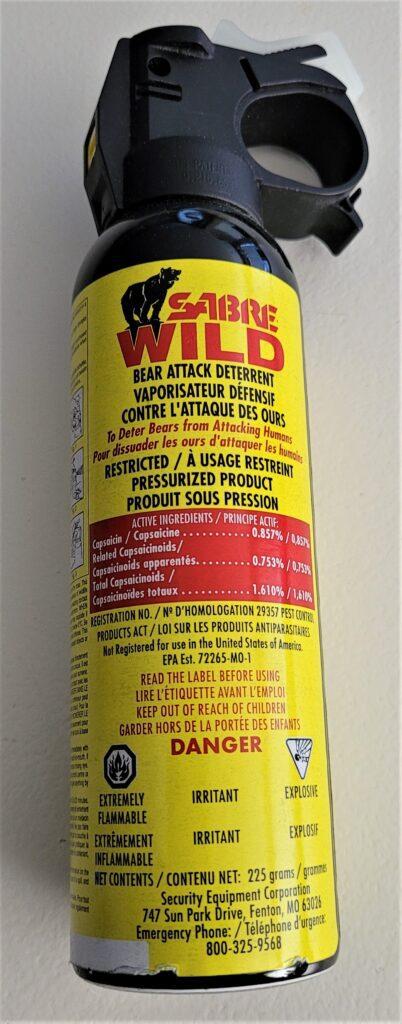 SABRE
WILD
BEAR ATTACK DETERRENT
VAPORISATEUR DÉFENSIF
CONTRE L'ATTAQUE DES OURS
To Deter Bears from Attacking Humans
Pour dissuader les ours d'attaquer les humains
RESTRICTED / À USAGE RESTREINT
PRESSURIZED PRODUCT
PRODUIT SOUS PRESSION
ACTIVE INGREDIENTS / PRINCIPE ACTIF:
Capsaicin / Capsaicine ............ 0.857% / 0,857%
Related Capsaicinoids/
Capsaicinoids apparentés........... 0.753% / 0,753%
Total Capsaicinoids /
Capsaicinoïdes totaux .............. 1.610% / 1,610%
REGISTRATION NO. / Nº D'HOMOLOGATION 29357 PEST CONTROL
PRODUCTS ACT / LOI SUR LES PRODUITS ANTIPARASITAIRES
Not Registered for use in the United States of America.
EPA Est. 72265-MO-1
READ THE LABEL BEFORE USING
LIRE L'ÉTIQUETTE AVANT L'EMPLOI
KEEP OUT OF REACH OF CHILDREN
GARDER HORS DE LA PORTÉE DES ENFANTS
DANGER
EXTREMELY FLAMMABLE IRRITANT EXPLOSIVE
EXTRÊMEMENT INFLAMMABLE IRRITANT EXPLOSIF
NET CONTENTS / CONTENU NET: 225 grams / grammes
Security Equipment Corporation
747 Sun Park Drive, Fenton, MO 63026
Emergency Phone: / Téléphone d'urgence:
800-325-9568